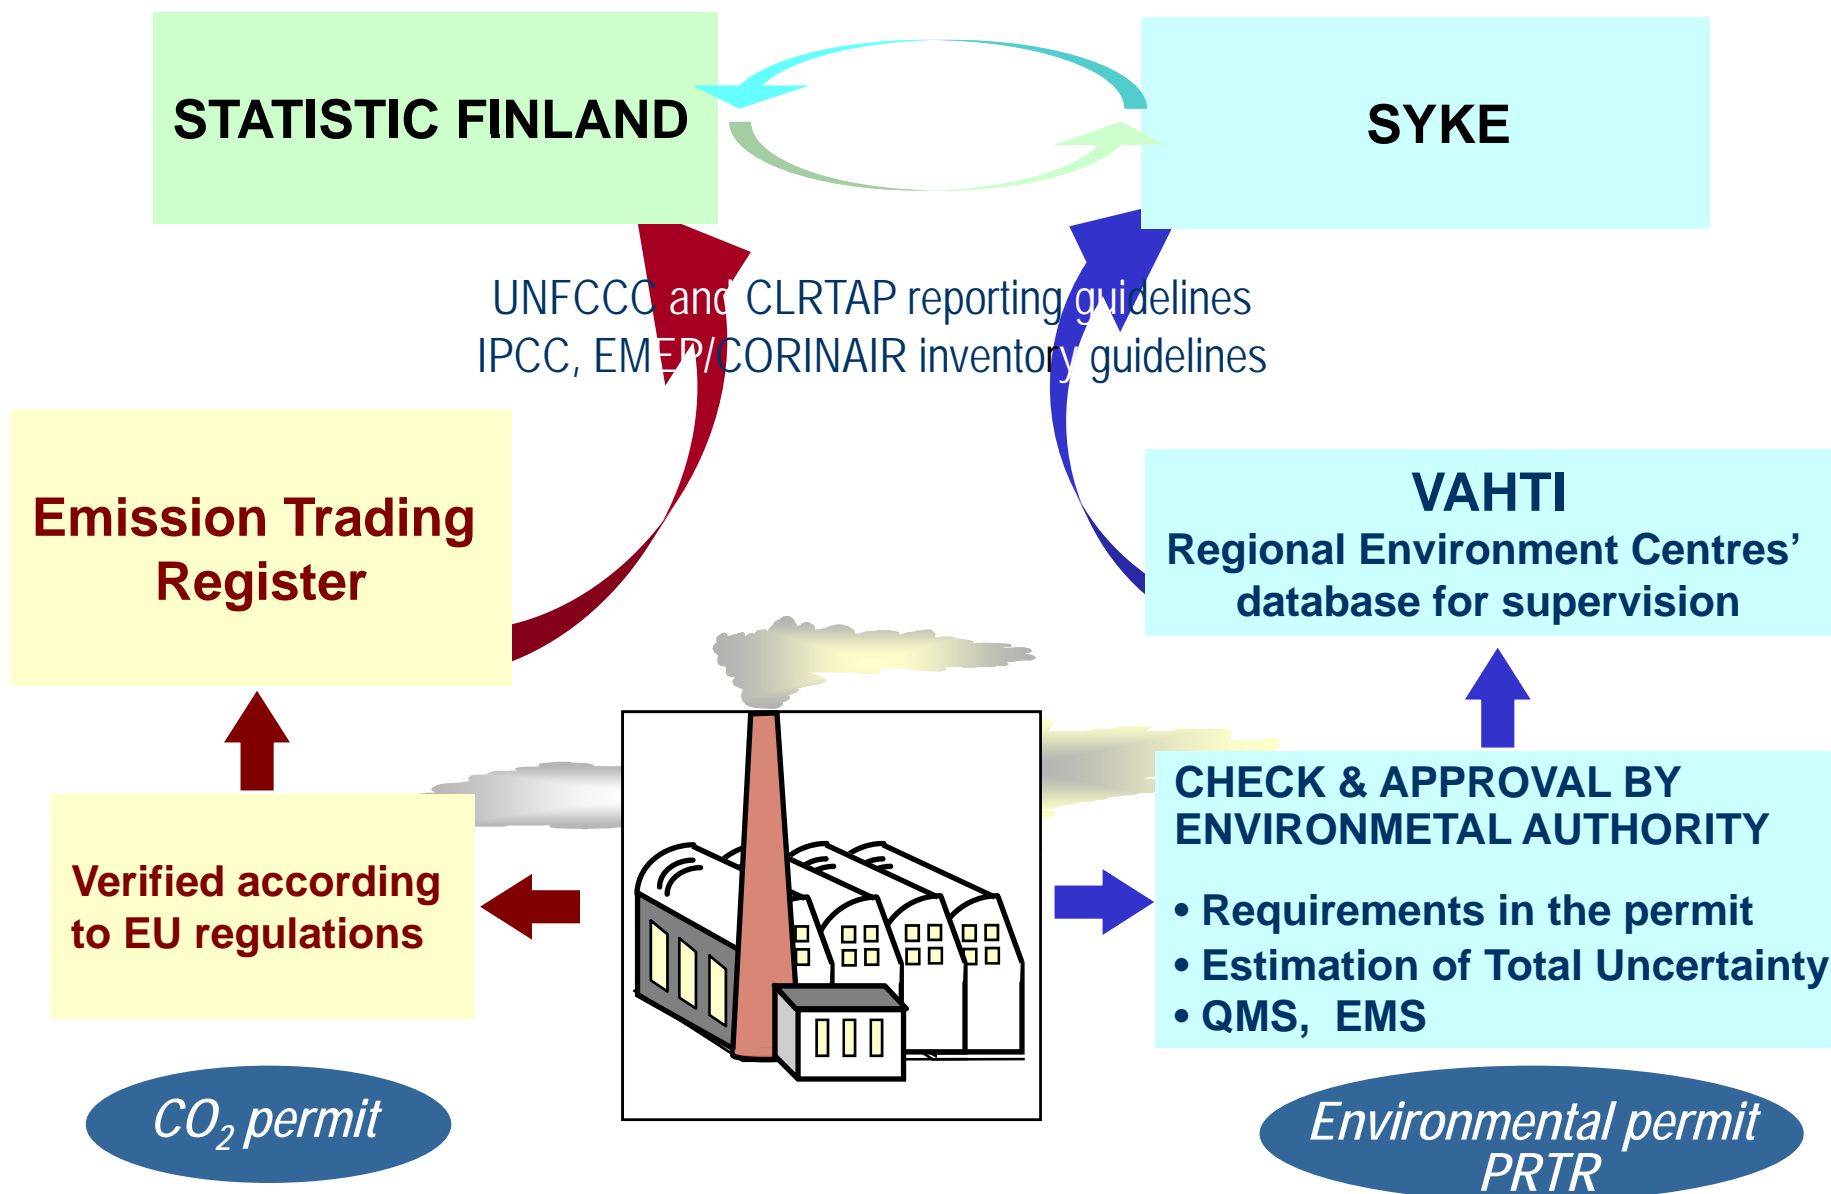 STATISTIC FINLAND
SYKE
UNFCCC and CLRTAP reporting guidelines
IPCC, EMEP/CORINAIR inventory guidelines
Emission Trading
Register
VAHTI
Regional Environment Centres’
database for supervision
Verified according
to EU regulations
CHECK & APPROVAL BY
ENVIRONMETAL AUTHORITY
• Requirements in the permit
• Estimation of Total Uncertainty
• QMS, EMS
CO₂ permit
Environmental permit
PRTR